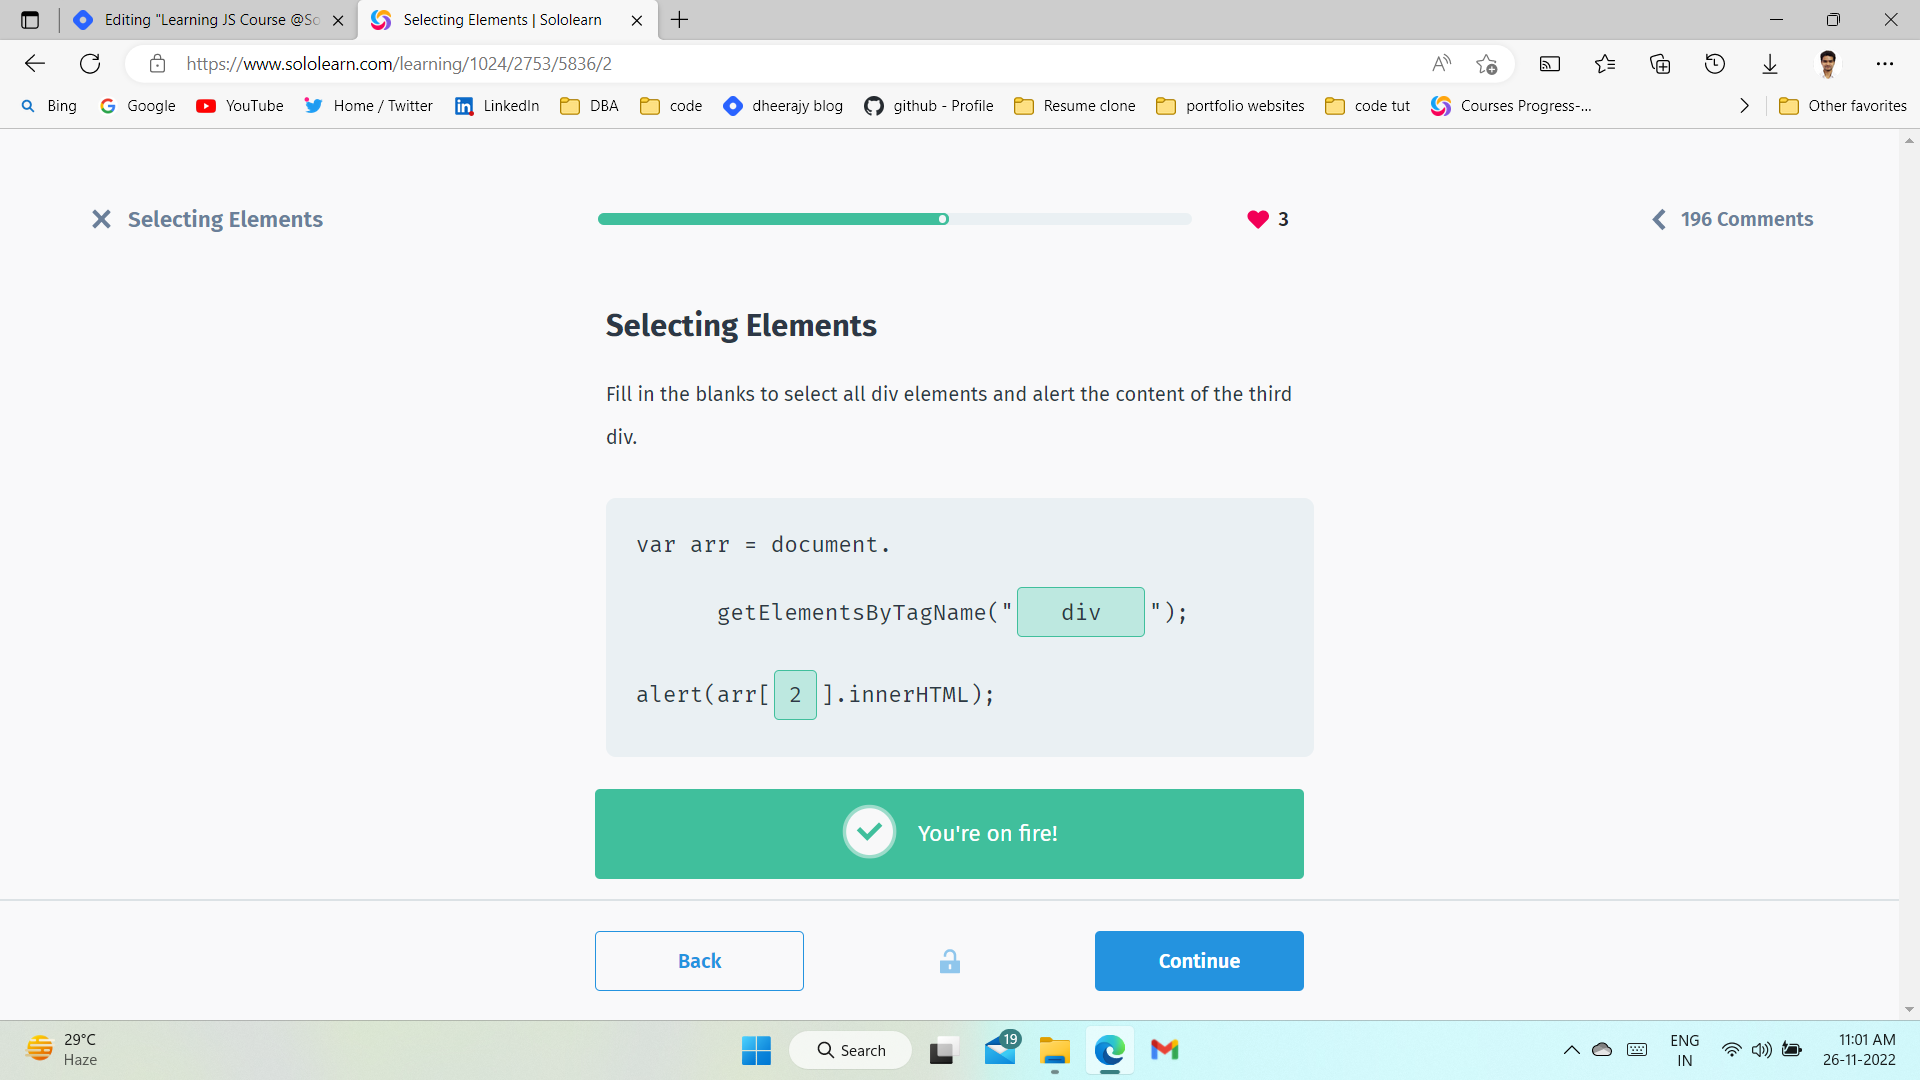 Editing "Learning JS Course @So
Selecting Elements | Sololearn
https://www.sololearn.com/learning/1024/2753/5836/2
Bing
Google
YouTube
Home / Twitter
LinkedIn
DBA
code
dheerajy blog
github - Profile
Resume clone
portfolio websites
code tut
Courses Progress-...
Other favorites
Selecting Elements
3
196 Comments
Selecting Elements
Fill in the blanks to select all div elements and alert the content of the third
div.
var arr = document.
getElementsByTagName("div");
alert(arr[2].innerHTML);
You're on fire!
Back
Continue
29°C
Haze
Search
19
ENG
IN
11:01 AM
26-11-2022